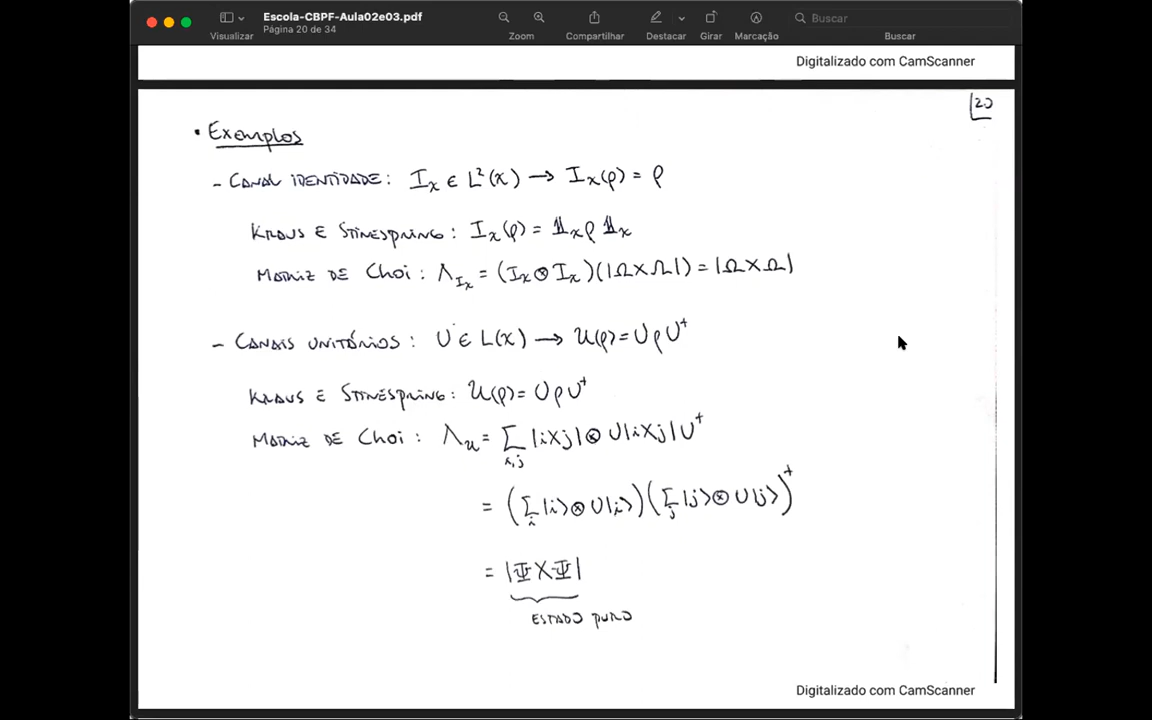 Escola-CBPF-Aula02e03.pdf
Página 20 de 34
Visualizar
Zoom
Compartilhar
Destacar
Girar
Marcação
Buscar
Buscar
Digitalizado com CamScanner
20
• Exemplos
- CANAL IDENTIDADE: I_x ∈ L²(x) → I_x(ρ) = ρ
KRAUS E STINESPRING: I_x(ρ) = 𝟙_x ρ 𝟙_x
MATRIZ DE CHOI: Λ_{I_x} = (I_x ⊗ I_x)(|Ω X Ω|) = |Ω X Ω|
- CANAIS UNITÁRIOS: U ∈ L(x) → U(ρ) = U ρ U†
KRAUS E STINESPRING: U(ρ) = U ρ U†
MATRIZ DE CHOI: Λ_u = Σ_{i,j} |i X j| ⊗ U|i X j|U†
= (Σ_i |i⟩ ⊗ U|i⟩)(Σ_j |j⟩ ⊗ U|j⟩)†
= |Ψ X Ψ|
ESTADO PURO
Digitalizado com CamScanner